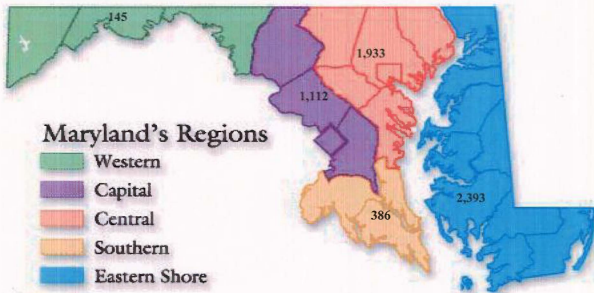 145
1,933
1,112
Maryland's Regions
Western
Capital
Central
386
2,393
Southern
Eastern Shore